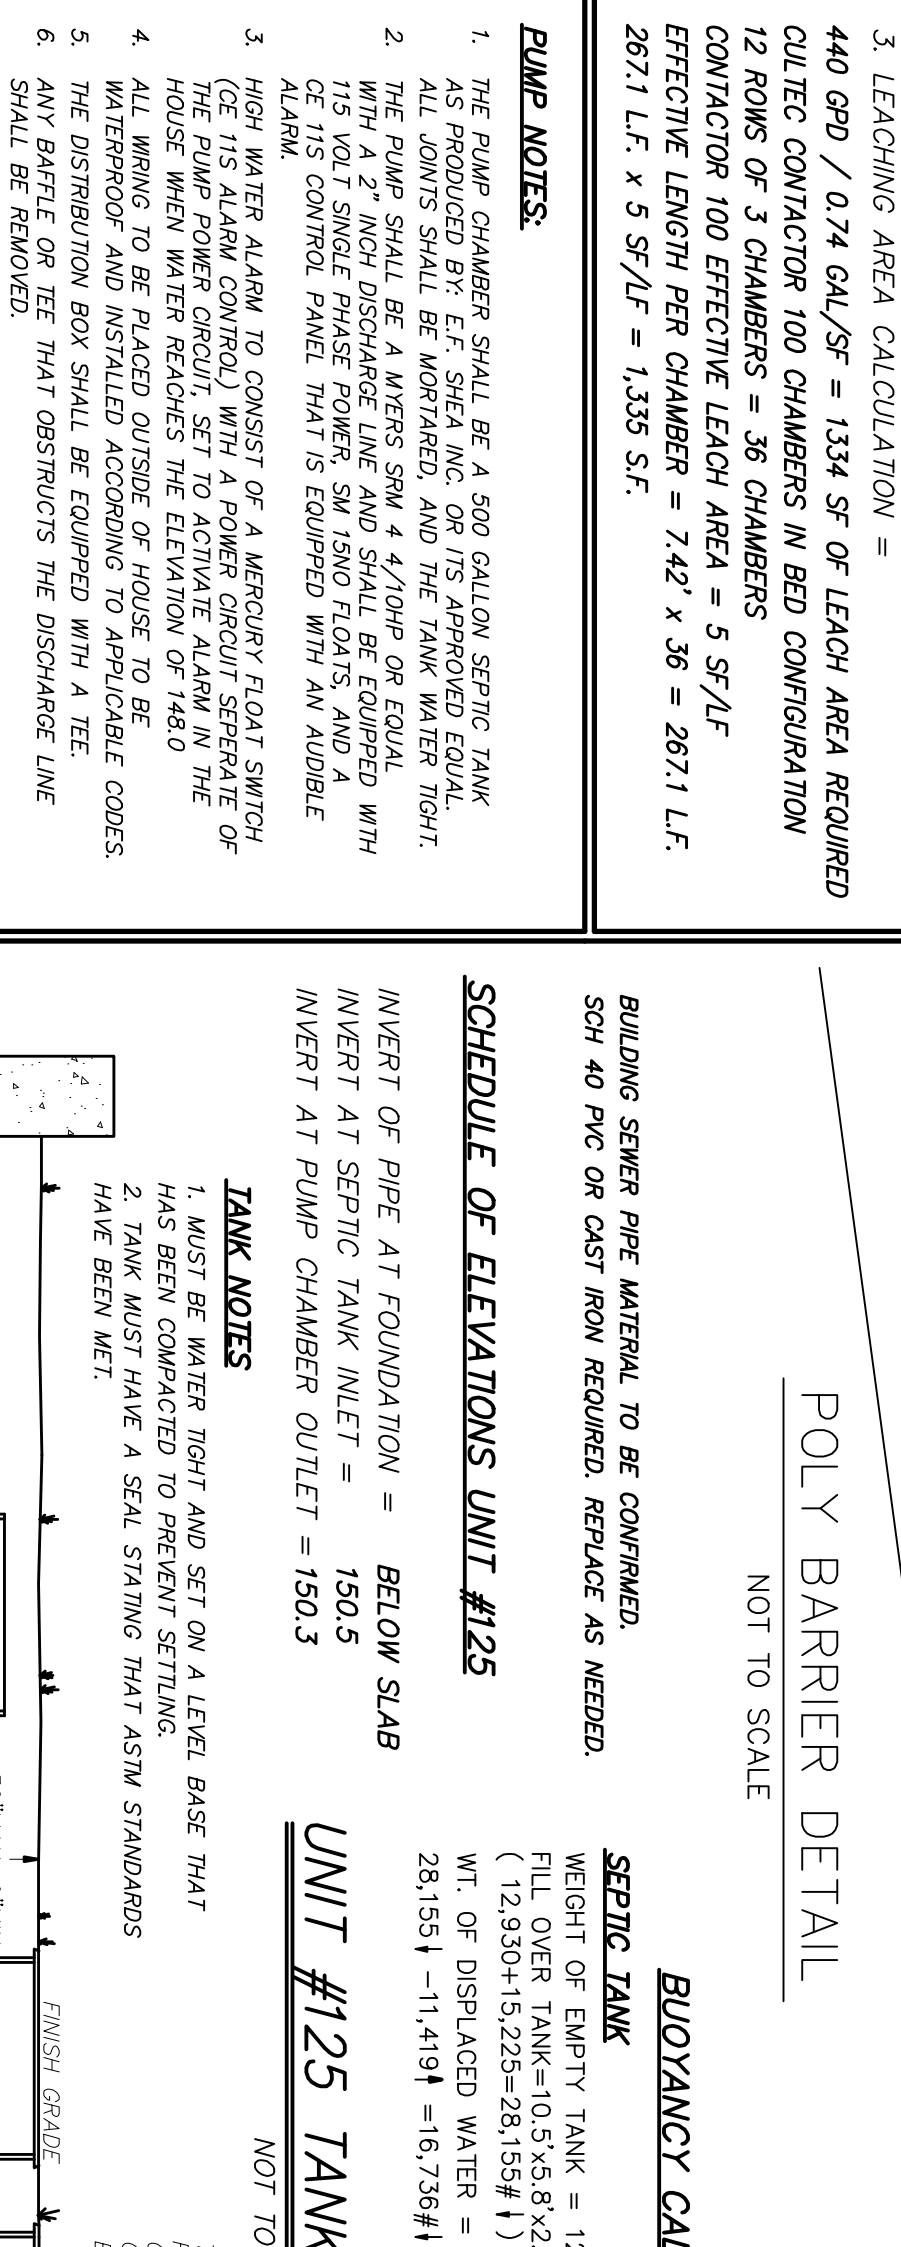 3. LEACHING AREA CALCULATION =
440 GPD / 0.74 GAL/SF = 1334 SF OF LEACH AREA REQUIRED
CULTEC CONTACTOR 100 CHAMBERS IN BED CONFIGURATION
12 ROWS OF 3 CHAMBERS = 36 CHAMBERS
CONTACTOR 100 EFFECTIVE LEACH AREA = 5 SF/LF
EFFECTIVE LENGTH PER CHAMBER = 7.42' x 36 = 267.1 L.F.
267.1 L.F. x 5 SF/LF = 1,335 S.F.
PUMP NOTES:
1. THE PUMP CHAMBER SHALL BE A 500 GALLON SEPTIC TANK
AS PRODUCED BY: E.F. SHEA INC. OR ITS APPROVED EQUAL.
ALL JOINTS SHALL BE MORTARED, AND THE TANK WATER TIGHT.
2. THE PUMP SHALL BE A MYERS SRM 4 4/10HP OR EQUAL
WITH A 2" INCH DISCHARGE LINE AND SHALL BE EQUIPPED WITH
115 VOLT SINGLE PHASE POWER, SM 15NO FLOATS, AND A
CE 11S CONTROL PANEL THAT IS EQUIPPED WITH AN AUDIBLE
ALARM.
3. HIGH WATER ALARM TO CONSIST OF A MERCURY FLOAT SWITCH
(CE 11S ALARM CONTROL) WITH A POWER CIRCUIT SEPERATE OF
THE PUMP POWER CIRCUIT, SET TO ACTIVATE ALARM IN THE
HOUSE WHEN WATER REACHES THE ELEVATION OF 148.0
4. ALL WIRING TO BE PLACED OUTSIDE OF HOUSE TO BE
WATERPROOF AND INSTALLED ACCORDING TO APPLICABLE CODES.
5. THE DISTRIBUTION BOX SHALL BE EQUIPPED WITH A TEE.
6. ANY BAFFLE OR TEE THAT OBSTRUCTS THE DISCHARGE LINE
SHALL BE REMOVED.
POLY BARRIER DETAIL
NOT TO SCALE
BUILDING SEWER PIPE MATERIAL TO BE CONFIRMED.
SCH 40 PVC OR CAST IRON REQUIRED. REPLACE AS NEEDED.
SCHEDULE OF ELEVATIONS UNIT #125
INVERT OF PIPE AT FOUNDATION = BELOW SLAB
INVERT AT SEPTIC TANK INLET = 150.5
INVERT AT PUMP CHAMBER OUTLET = 150.3
TANK NOTES
1. MUST BE WATER TIGHT AND SET ON A LEVEL BASE THAT
HAS BEEN COMPACTED TO PREVENT SETTLING.
2. TANK MUST HAVE A SEAL STATING THAT ASTM STANDARDS
HAVE BEEN MET.
BUOYANCY CAL
SEPTIC TANK
WEIGHT OF EMPTY TANK = 12
FILL OVER TANK=10.5'x5.8'x2.
( 12,930+15,225=28,155# ↓ )
WT. OF DISPLACED WATER =
28,155↓ -11,419↑ =16,736#↓
UNIT #125 TANK
NOT TO
FINISH GRADE